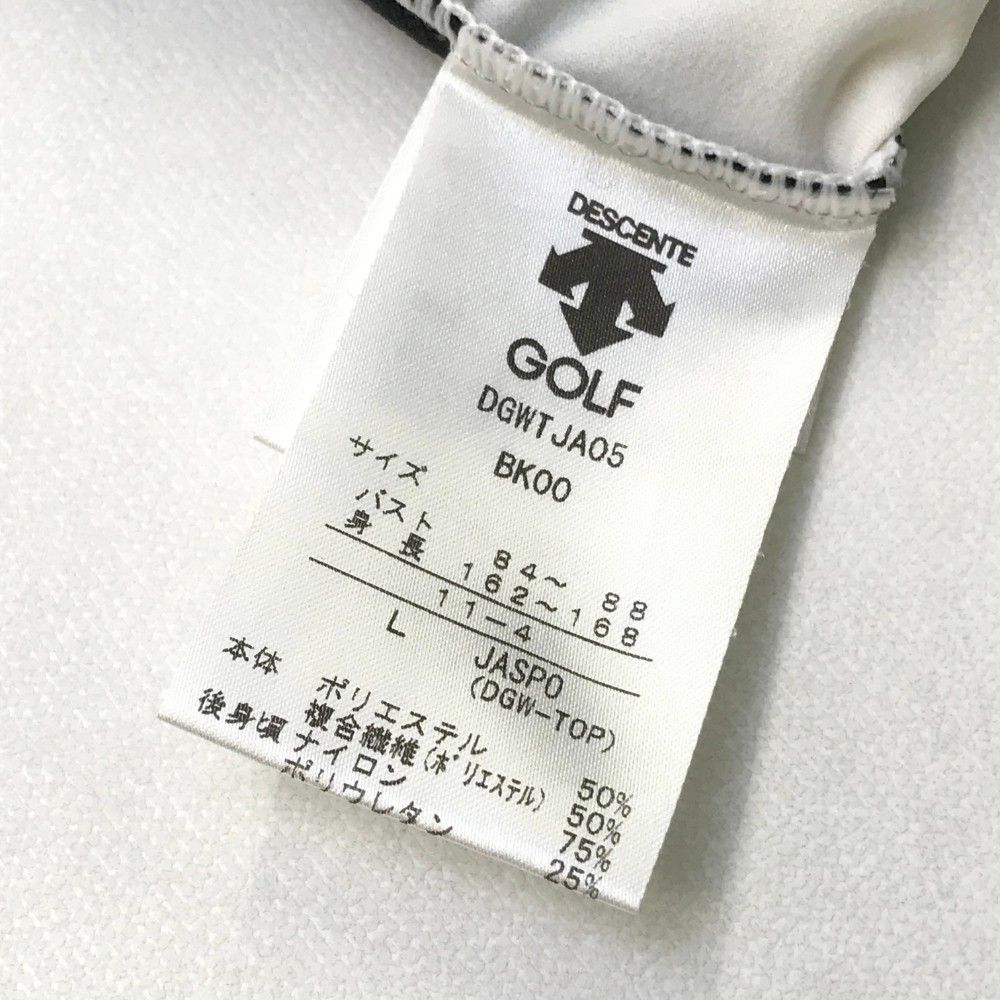 DESCENTE
GOLF
DGWTJA05
BK00
サイズ
バスト 84～ 88
身長 162～168
11-4
L JASPO
(DGW-TOP)
本体 ポリエステル 50%
複合繊維(ポリエステル) 50%
後身頃 ナイロン 75%
ポリウレタン 25%